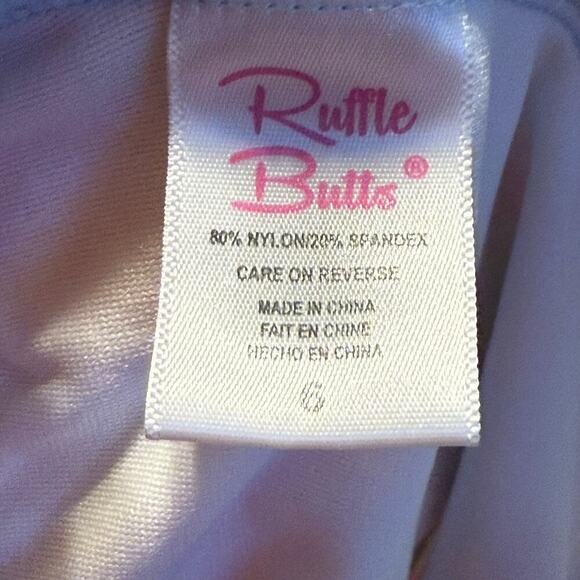 Ruffle
Butts®
80% NYLON/20% SPANDEX
CARE ON REVERSE
MADE IN CHINA
FAIT EN CHINE
HECHO EN CHINA
6